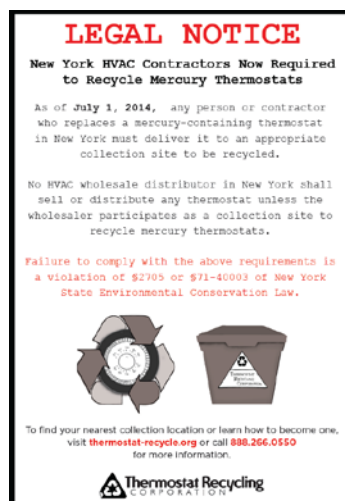 LEGAL NOTICE
New York HVAC Contractors Now Required
to Recycle Mercury Thermostats
As of July 1, 2014, any person or contractor
who replaces a mercury-containing thermostat
in New York must deliver it to an appropriate
collection site to be recycled.
No HVAC wholesale distributor in New York shall
sell or distribute any thermostat unless the
wholesaler participates as a collection site to
recycle mercury thermostats.
Failure to comply with the above requirements is
a violation of §2705 or §71-40003 of New York
State Environmental Conservation Law.
Thermostat
Recycling
Corporation
To find your nearest collection location or learn how to become one,
visit thermostat-recycle.org or call 888.266.0550
for more information.
Thermostat Recycling
CORPORATION